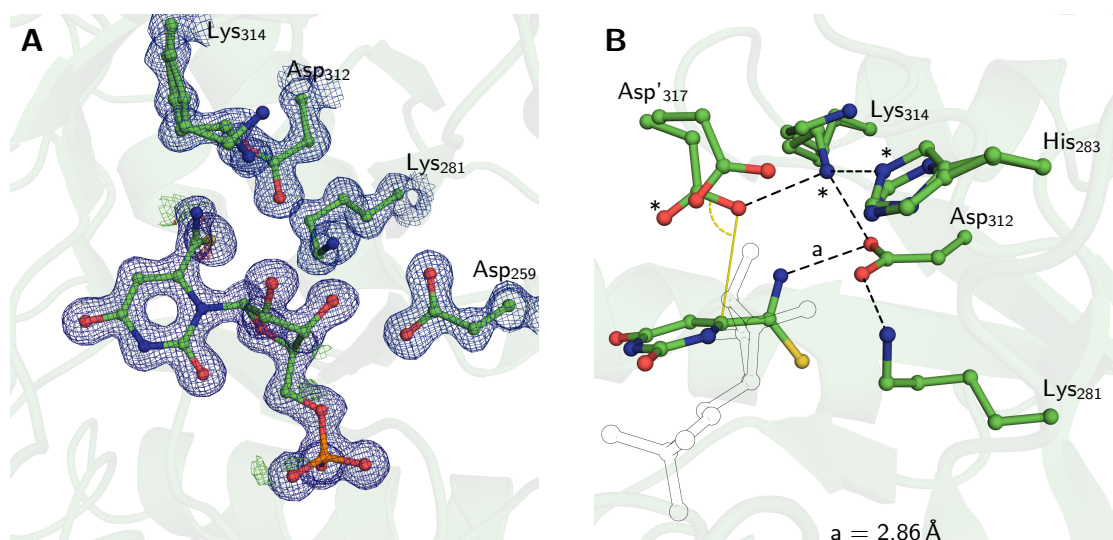 A
Lys314
Asp312
Lys281
Asp259
B
Asp'317
Lys314
His283
*
*
*
Asp312
a
Lys281
a = 2.86 Å